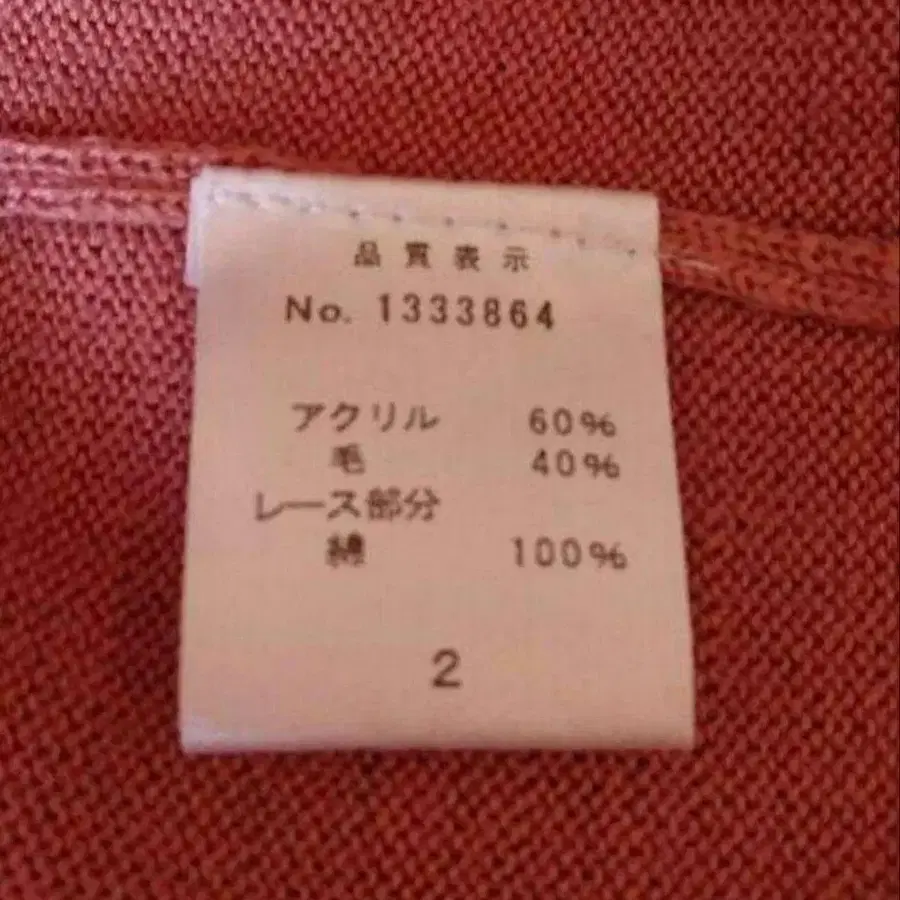 品質表示
No. 1333864
アクリル 60%
毛 40%
レース部分
綿 100%
2